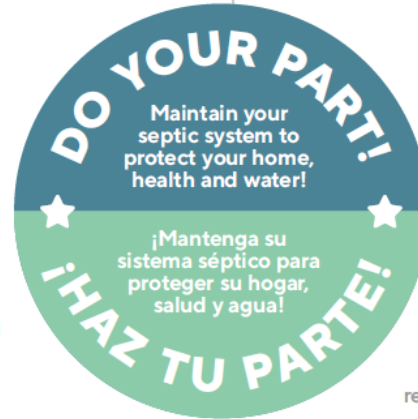 DO YOUR PART!
Maintain your
septic system to
protect your home,
health and water!
¡Mantenga su
sistema séptico para
proteger su hogar,
salud y agua!
¡HAZ TU PARTE!